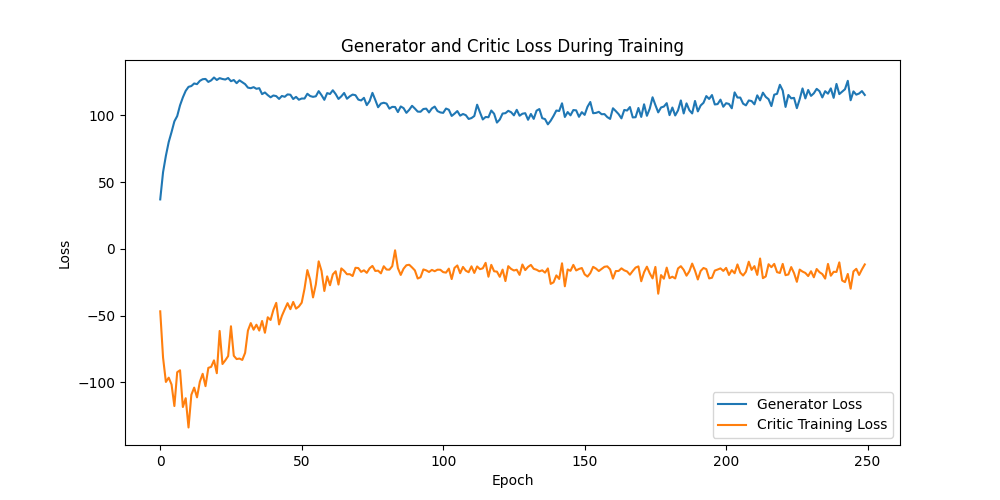 Generator and Critic Loss During Training
Loss
100
50
0
−50
−100
0 50 100 150 200 250
Epoch
Generator Loss
Critic Training Loss